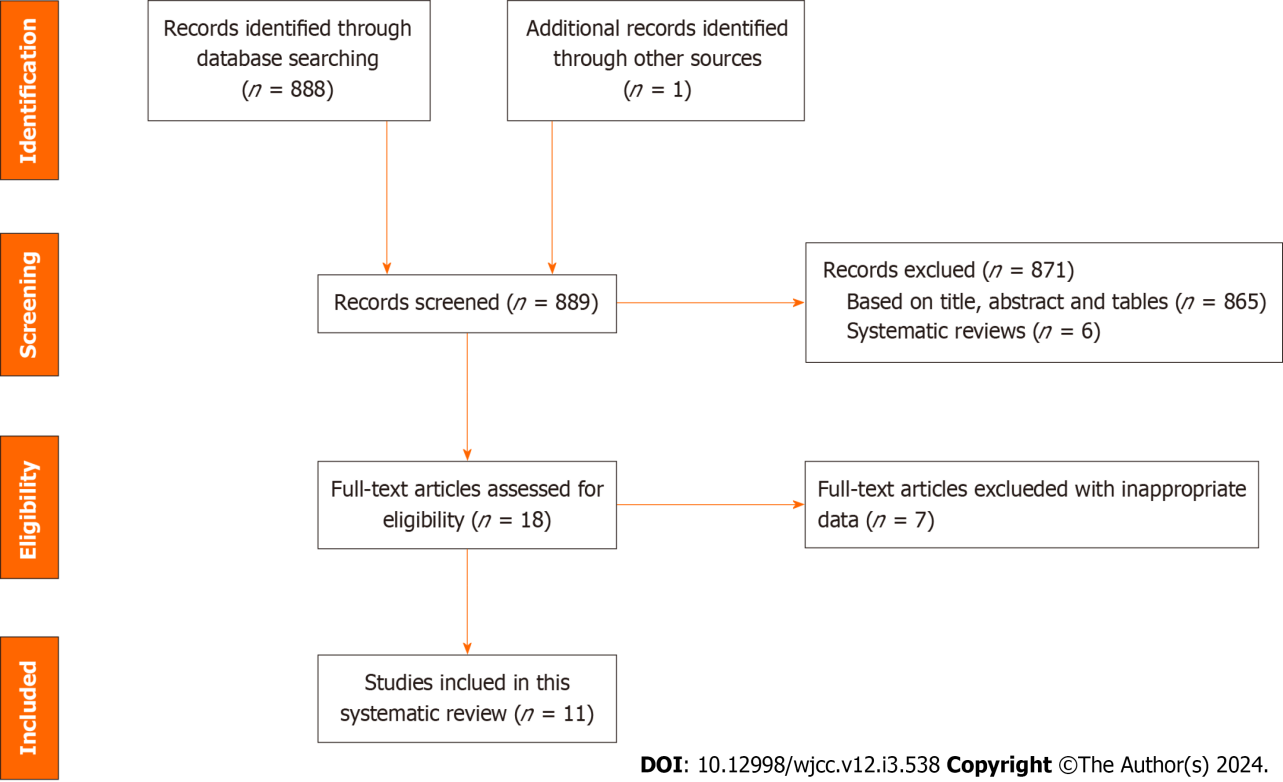 Identification
Records identified through
database searching
(n = 888)
Additional records identified
through other sources
(n = 1)
Screening
Records screened (n = 889)
Records exclued (n = 871)
Based on title, abstract and tables (n = 865)
Systematic reviews (n = 6)
Eligibility
Full-text articles assessed for
eligibility (n = 18)
Full-text articles exclueded with inappropriate
data (n = 7)
Included
Studies inclued in this
systematic review (n = 11)
DOI: 10.12998/wjcc.v12.i3.538 Copyright ©The Author(s) 2024.